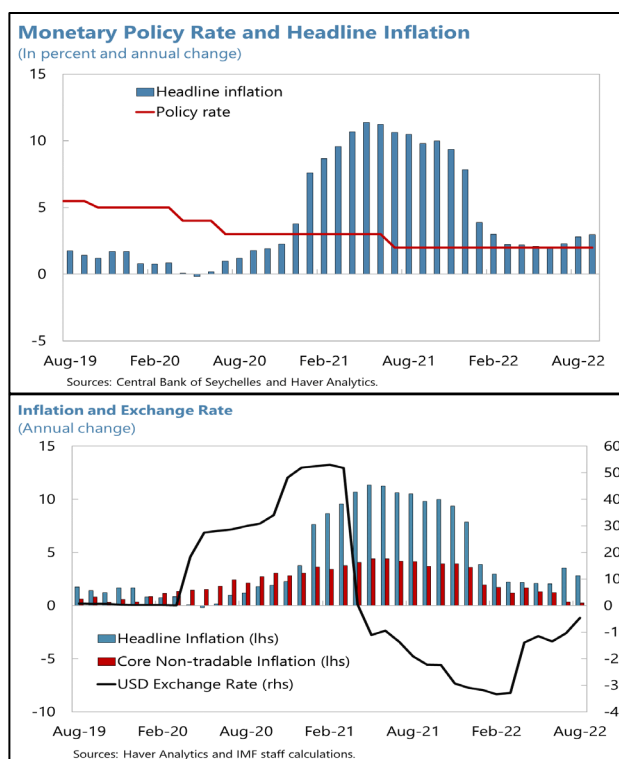 Monetary Policy Rate and Headline Inflation
(In percent and annual change)
15
Headline inflation
Policy rate
10
5
0
-5
Aug-19 Feb-20 Aug-20 Feb-21 Aug-21 Feb-22 Aug-22
Sources: Central Bank of Seychelles and Haver Analytics.
Inflation and Exchange Rate
(Annual change)
15 60
50
10 40
30
5 20
10
0 0
Headline Inflation (lhs) -1
Core Non-tradable Inflation (lhs)
-5 -2
USD Exchange Rate (rhs) -3
-10 -4
Aug-19 Feb-20 Aug-20 Feb-21 Aug-21 Feb-22 Aug-22
Sources: Haver Analytics and IMF staff calculations.